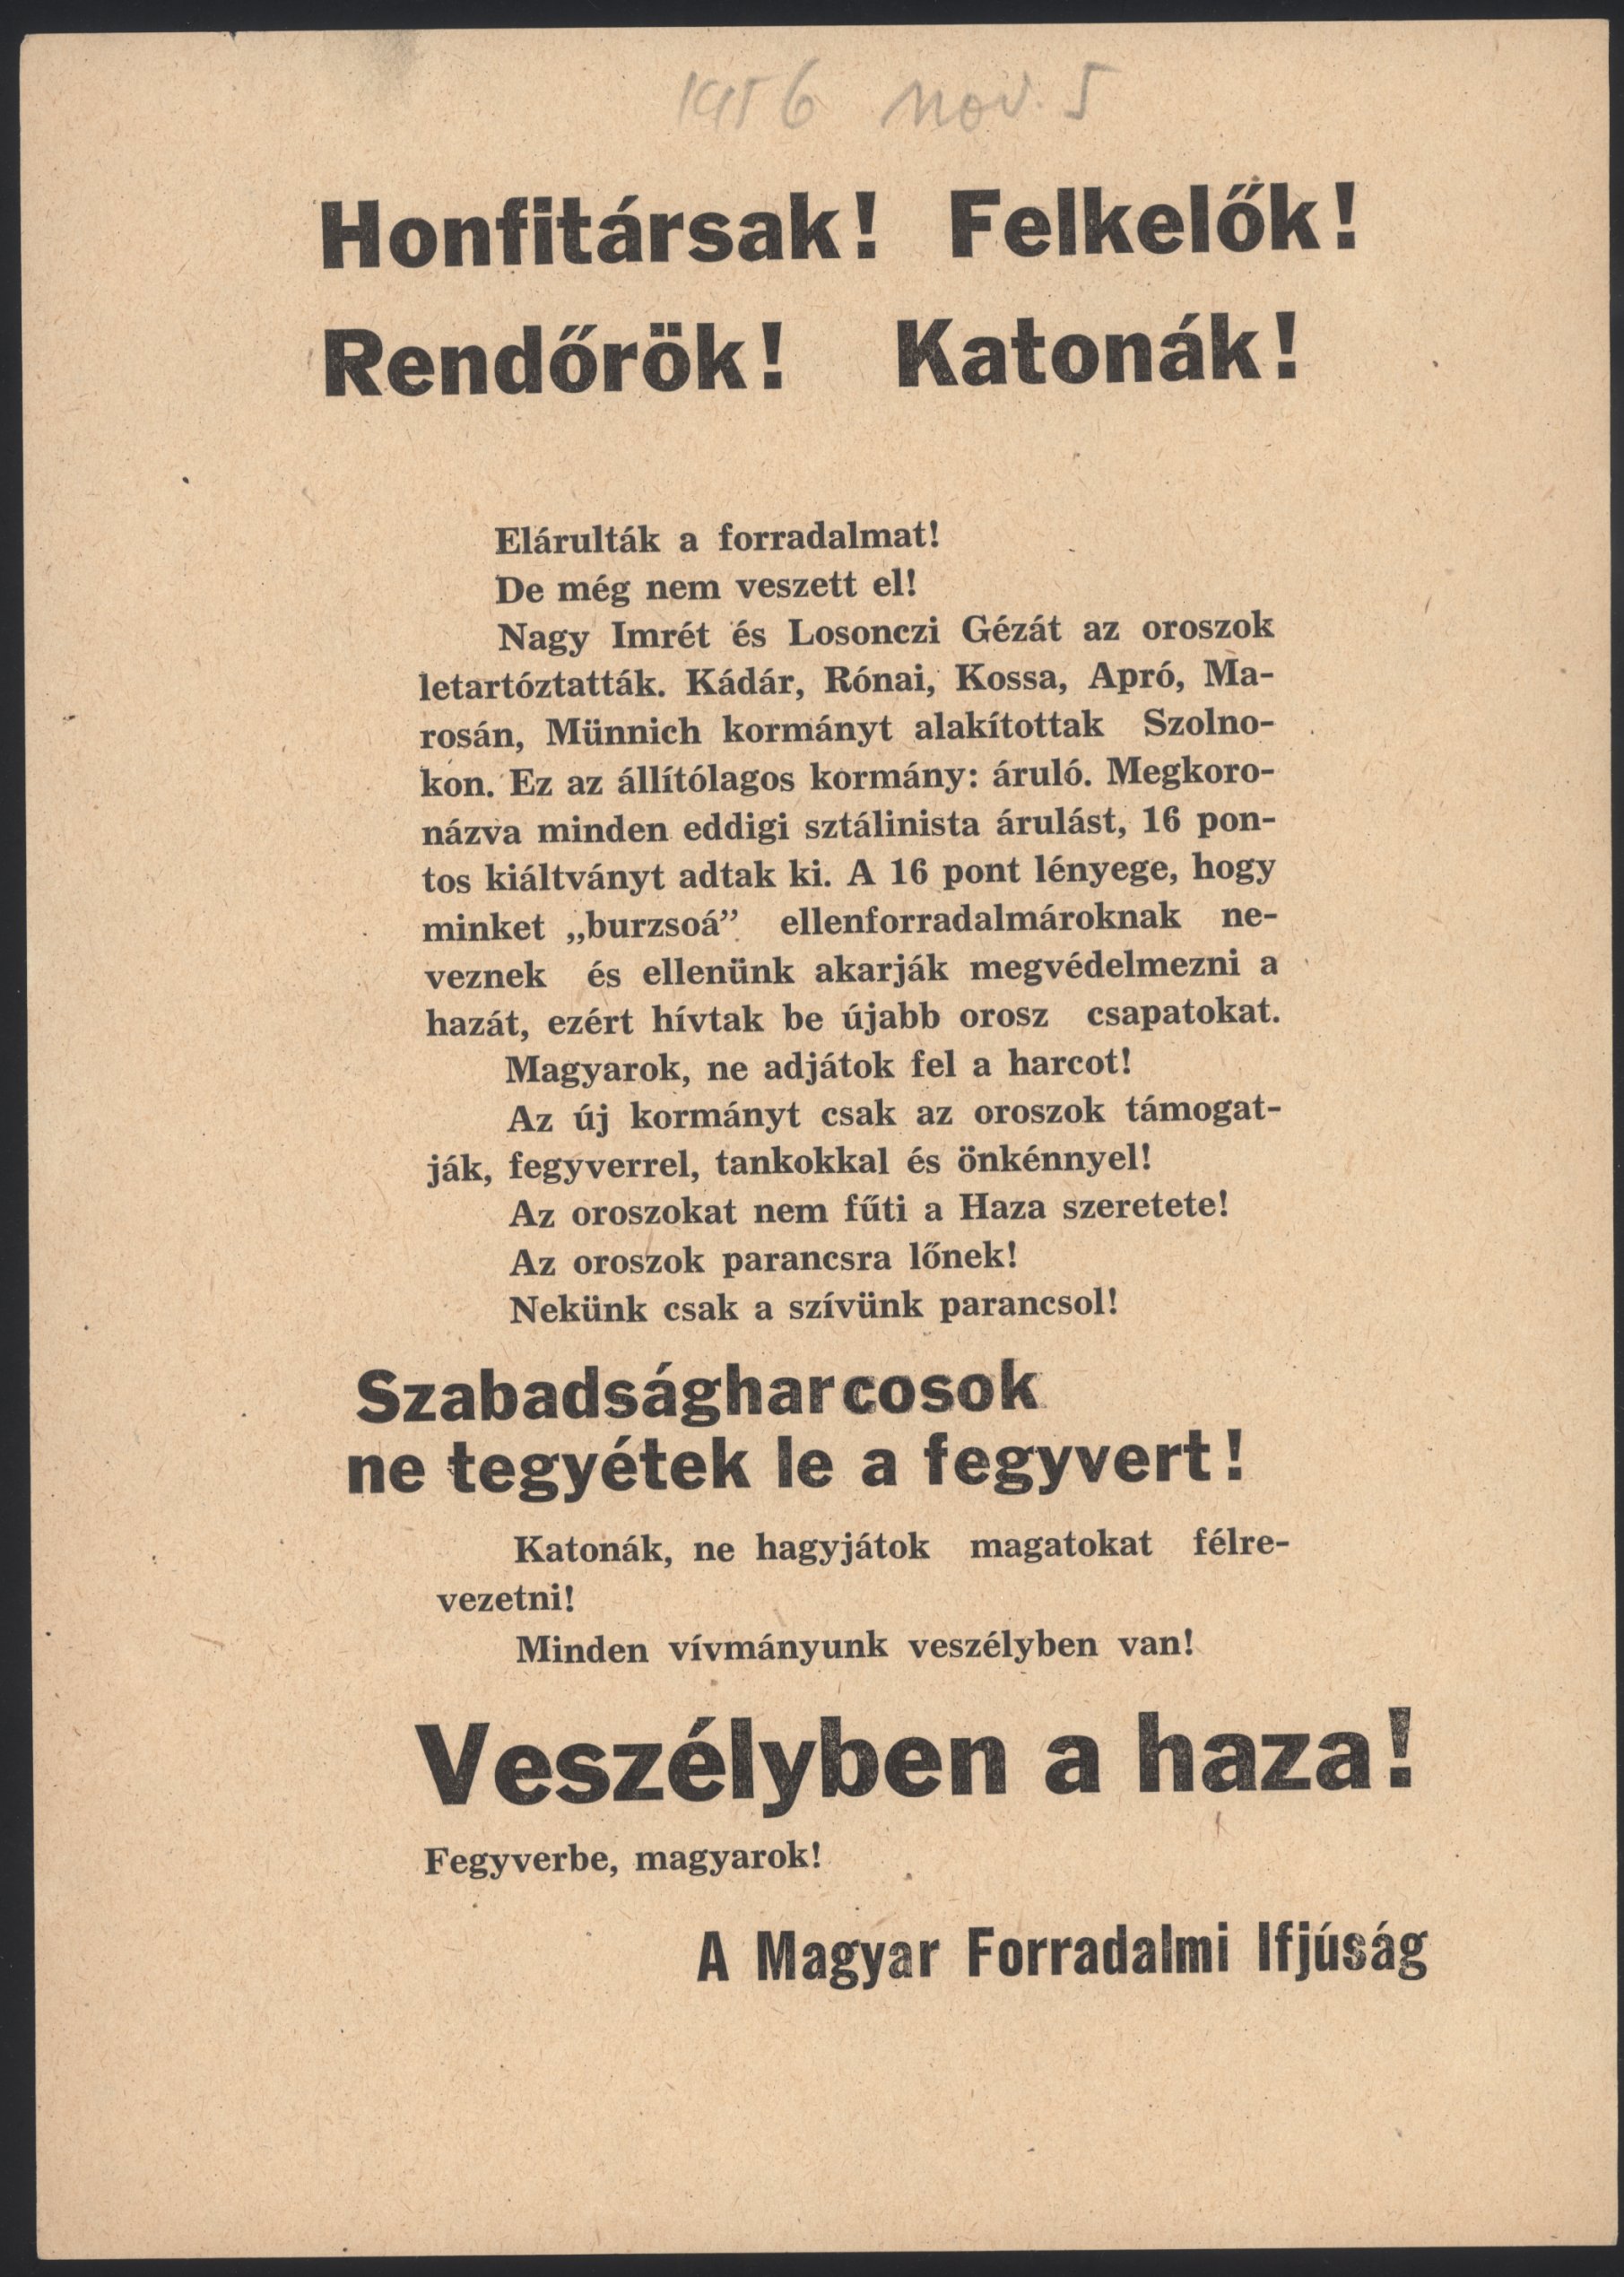 1956 nov. 5
Honfitársak! Felkelők!
Rendőrök! Katonák!
Elárulták a forradalmat!
De még nem veszett el!
Nagy Imrét és Losonczi Gézát az oroszok
letartóztatták. Kádár, Rónai, Kossa, Apró, Ma-
rosán, Münnich kormányt alakítottak Szolno-
kon. Ez az állítólagos kormány: áruló. Megkoro-
názva minden eddigi sztálinista árulást, 16 pon-
tos kiáltványt adtak ki. A 16 pont lényege, hogy
minket „burzsoá” ellenforradalmároknak ne-
veznek és ellenünk akarják megvédelmezni a
hazát, ezért hívtak be újabb orosz csapatokat.
Magyarok, ne adjátok fel a harcot!
Az új kormányt csak az oroszok támogat-
ják, fegyverrel, tankokkal és önkénnyel!
Az oroszokat nem fűti a Haza szeretete!
Az oroszok parancsra lőnek!
Nekünk csak a szívünk parancsol!
Szabadságharcosok
ne tegyétek le a fegyvert!
Katonák, ne hagyjátok magatokat félre-
vezetni!
Minden vívmányunk veszélyben van!
Veszélyben a haza!
Fegyverbe, magyarok!
A Magyar Forradalmi Ifjúság